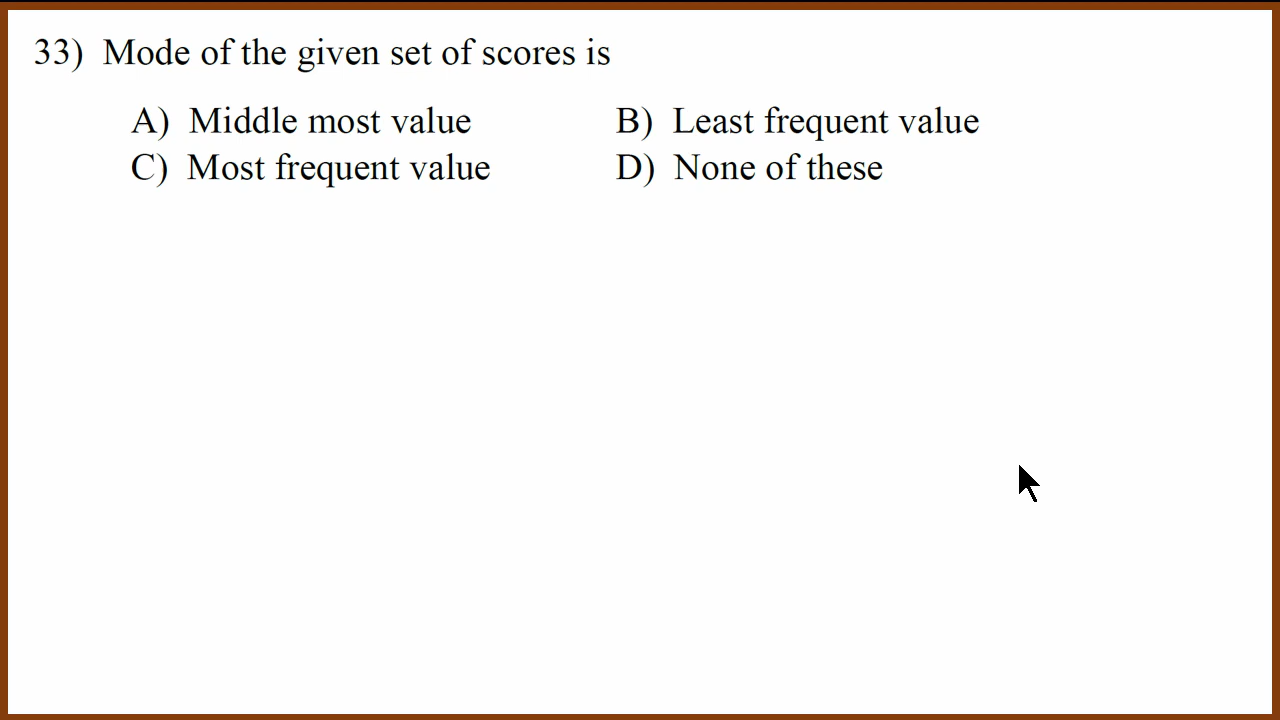 33) Mode of the given set of scores is
A) Middle most value B) Least frequent value
C) Most frequent value D) None of these